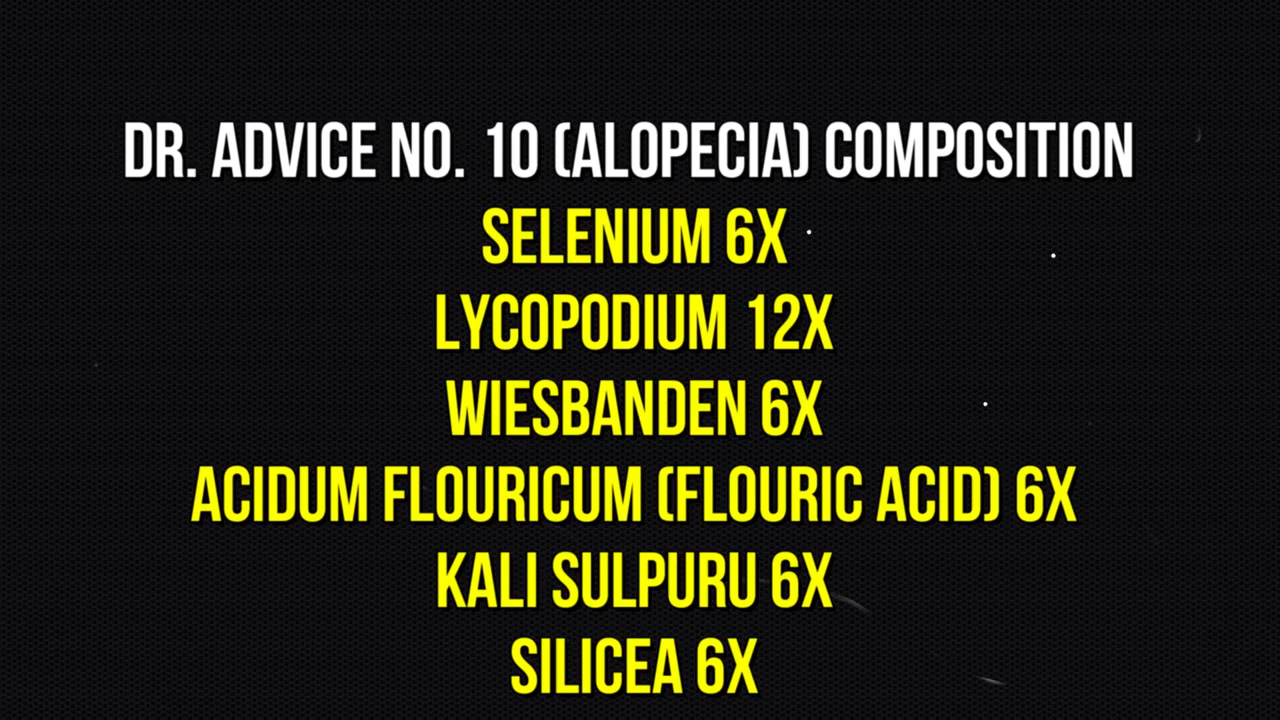 DR. ADVICE NO. 10 (ALOPECIA) COMPOSITION
SELENIUM 6X
LYCOPODIUM 12X
WIESBANDEN 6X
ACIDUM FLOURICUM (FLOURIC ACID) 6X
KALI SULPURU 6X
SILICEA 6X